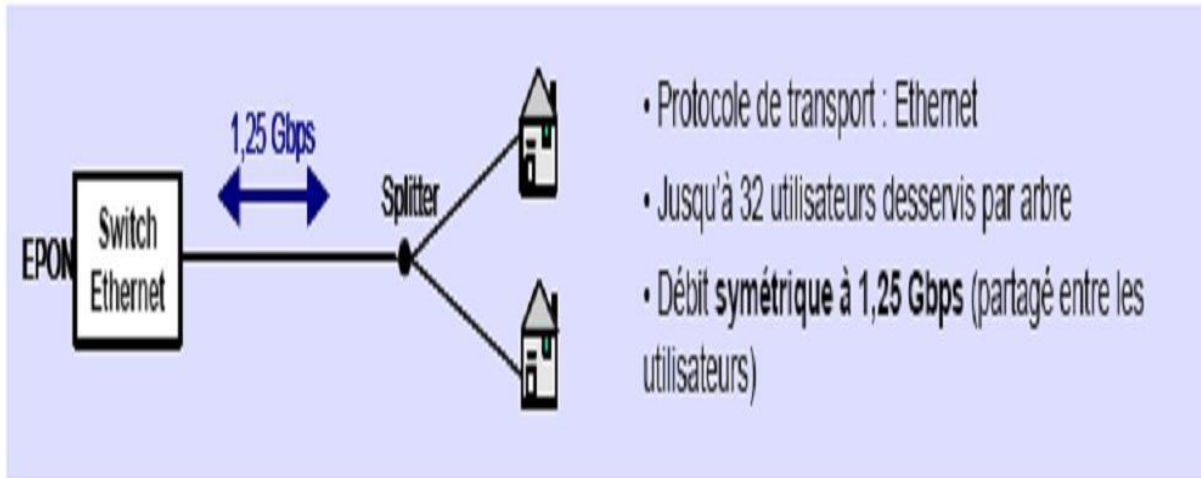 1,25 Gbps
Splitter
EPON
Switch
Ethernet
• Protocole de transport : Ethernet
• Jusqu'à 32 utilisateurs desservis par arbre
• Débit symétrique à 1,25 Gbps (partagé entre les
utilisateurs)